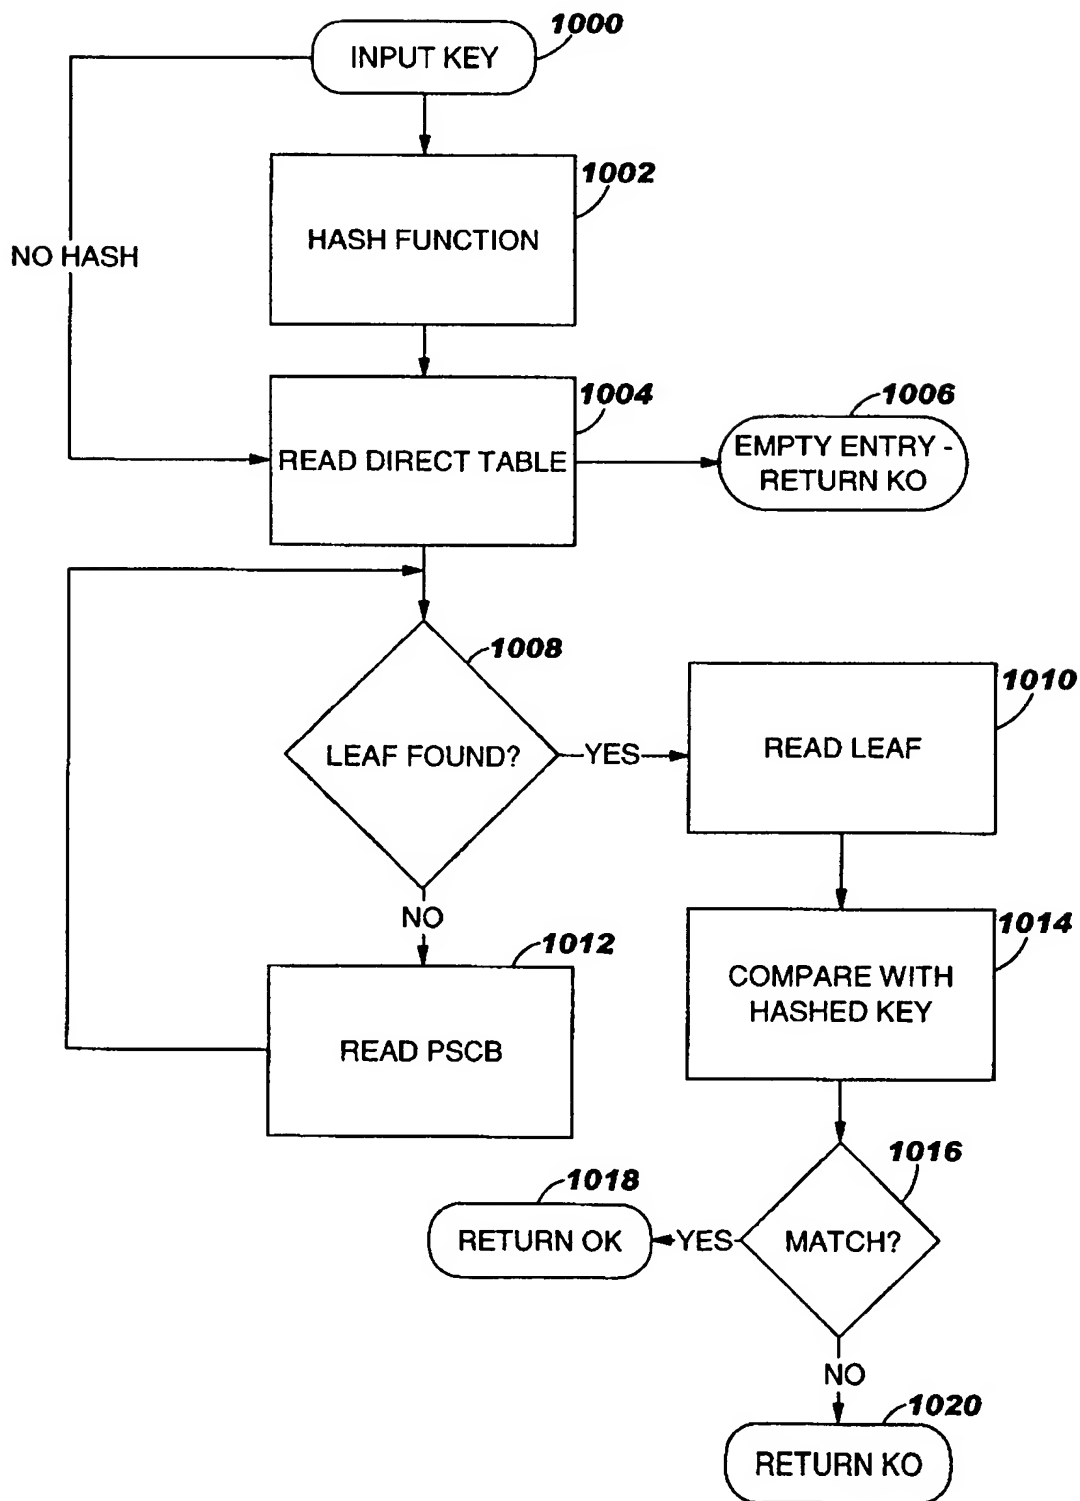 1000
INPUT KEY
1002
HASH FUNCTION
NO HASH
1004
READ DIRECT TABLE
1006
EMPTY ENTRY -
RETURN KO
1008
LEAF FOUND?
YES
1010
READ LEAF
NO
1012
READ PSCB
1014
COMPARE WITH
HASHED KEY
1016
MATCH?
YES
1018
RETURN OK
NO
1020
RETURN KO